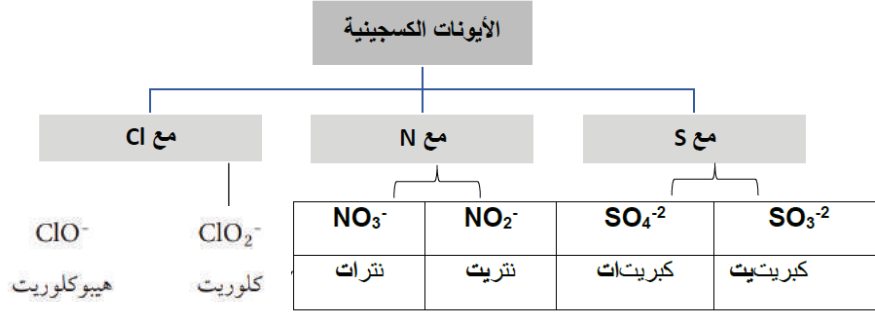 الأيونات الكسجينية
مع S
مع N
مع Cl
SO₃⁻²
SO₄⁻²
NO₂⁻
NO₃⁻
كبريتيت
كبريتات
نتريت
نترات
ClO₂⁻
ClO⁻
كلوريت
هيبوكلوريت